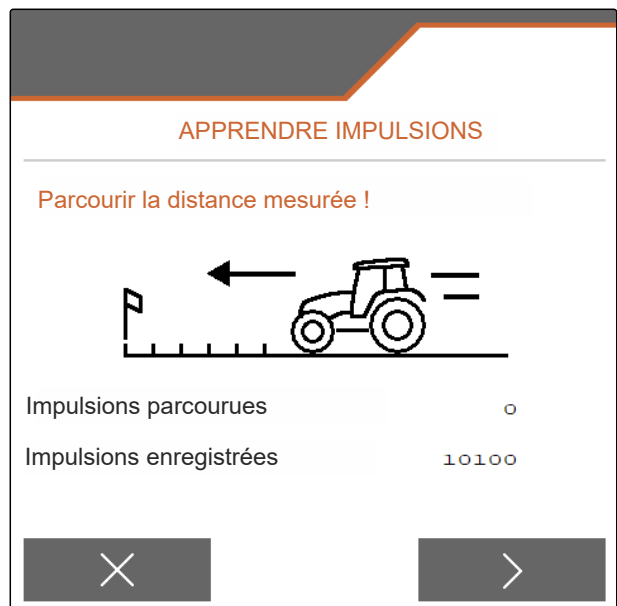 APPRENDRE IMPULSIONS
Parcourir la distance mesurée !
Impulsions parcourues 0
Impulsions enregistrées 10100